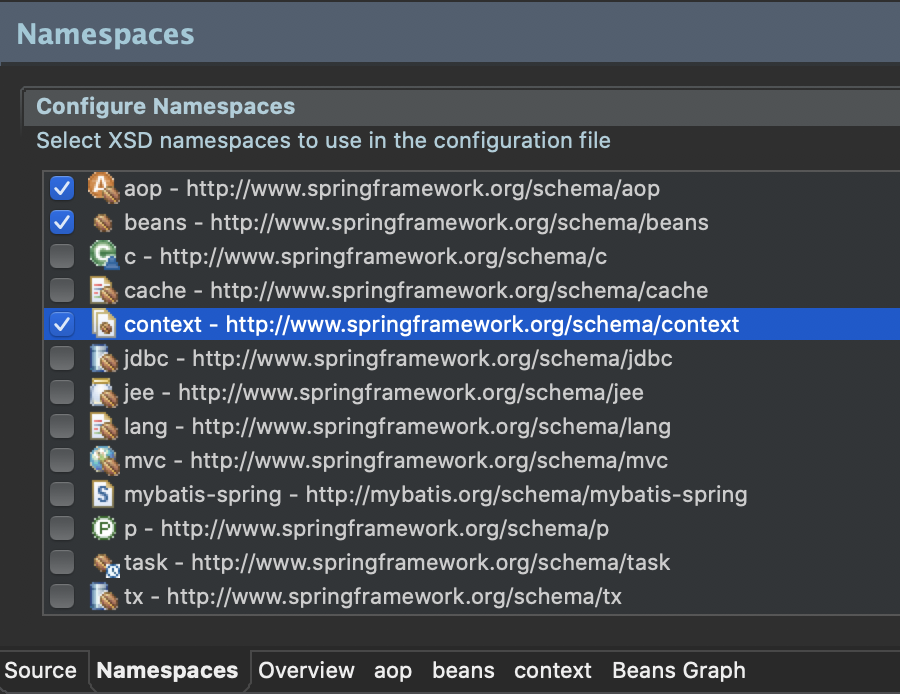 Namespaces
Configure Namespaces
Select XSD namespaces to use in the configuration file
aop - http://www.springframework.org/schema/aop
beans - http://www.springframework.org/schema/beans
c - http://www.springframework.org/schema/c
cache - http://www.springframework.org/schema/cache
context - http://www.springframework.org/schema/context
jdbc - http://www.springframework.org/schema/jdbc
jee - http://www.springframework.org/schema/jee
lang - http://www.springframework.org/schema/lang
mvc - http://www.springframework.org/schema/mvc
mybatis-spring - http://mybatis.org/schema/mybatis-spring
p - http://www.springframework.org/schema/p
task - http://www.springframework.org/schema/task
tx - http://www.springframework.org/schema/tx
Source Namespaces Overview aop beans context Beans Graph